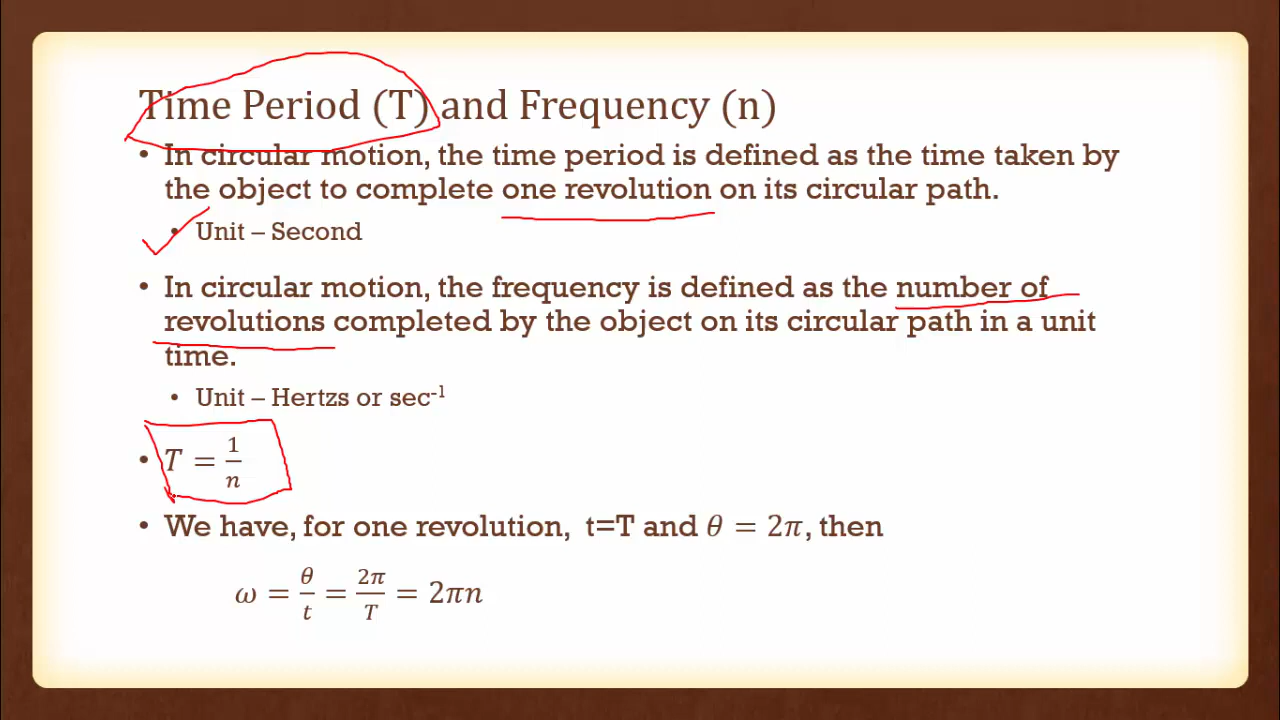 Time Period (T) and Frequency (n)
• In circular motion, the time period is defined as the time taken by
the object to complete one revolution on its circular path.
• Unit – Second
• In circular motion, the frequency is defined as the number of
revolutions completed by the object on its circular path in a unit
time.
• Unit – Hertzs or sec⁻¹
• T = 1/n
• We have, for one revolution, t=T and θ = 2π, then
ω = θ/t = 2π/T = 2πn